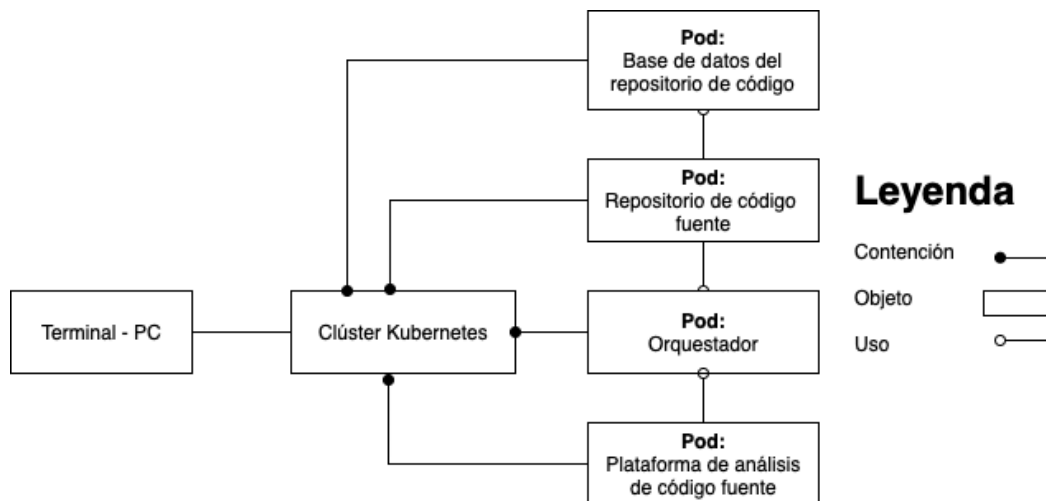 Pod:
Base de datos del
repositorio de código
Pod:
Repositorio de código
fuente
Leyenda
Contención
Objeto
Uso
Terminal - PC
Clúster Kubernetes
Pod:
Orquestador
Pod:
Plataforma de análisis
de código fuente